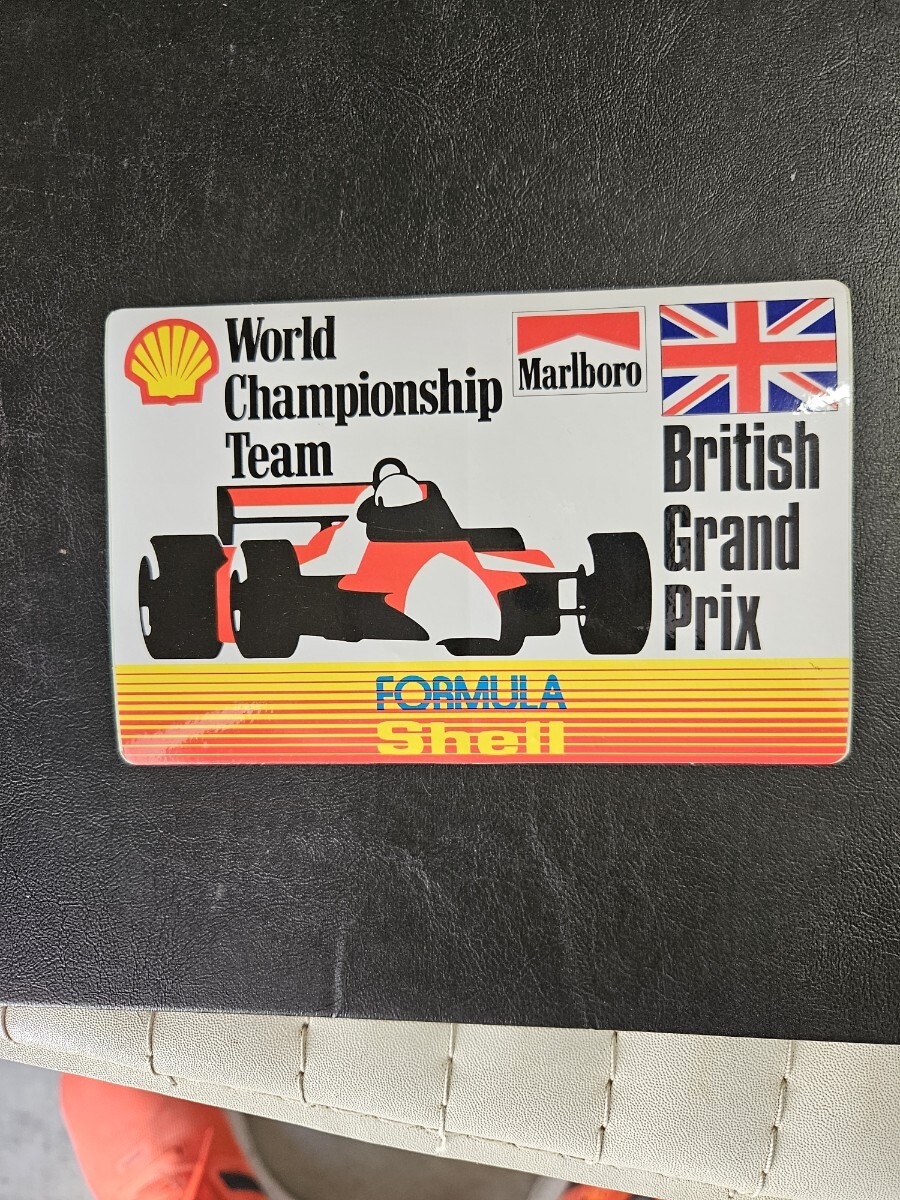 World
Championship
Team
Marlboro
British
Grand
Prix
FORMULA
Shell